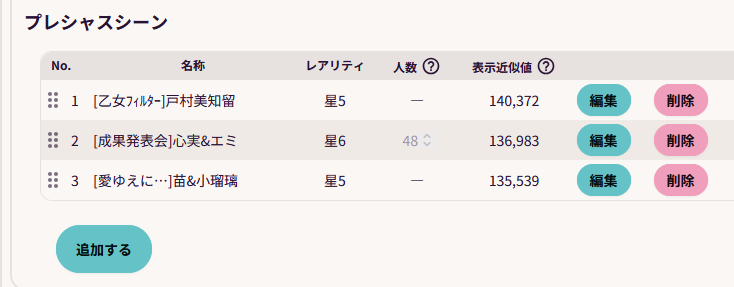 プレシャスシーン
No. 名称 レアリティ 人数 ? 表示近似値 ?
1 [乙女ﾌｨﾙﾀｰ]戸村美知留 星5 — 140,372 編集 削除
2 [成果発表会]心実&エミ 星6 48 136,983 編集 削除
3 [愛ゆえに…]苗&小瑠璃 星5 — 135,539 編集 削除
追加する